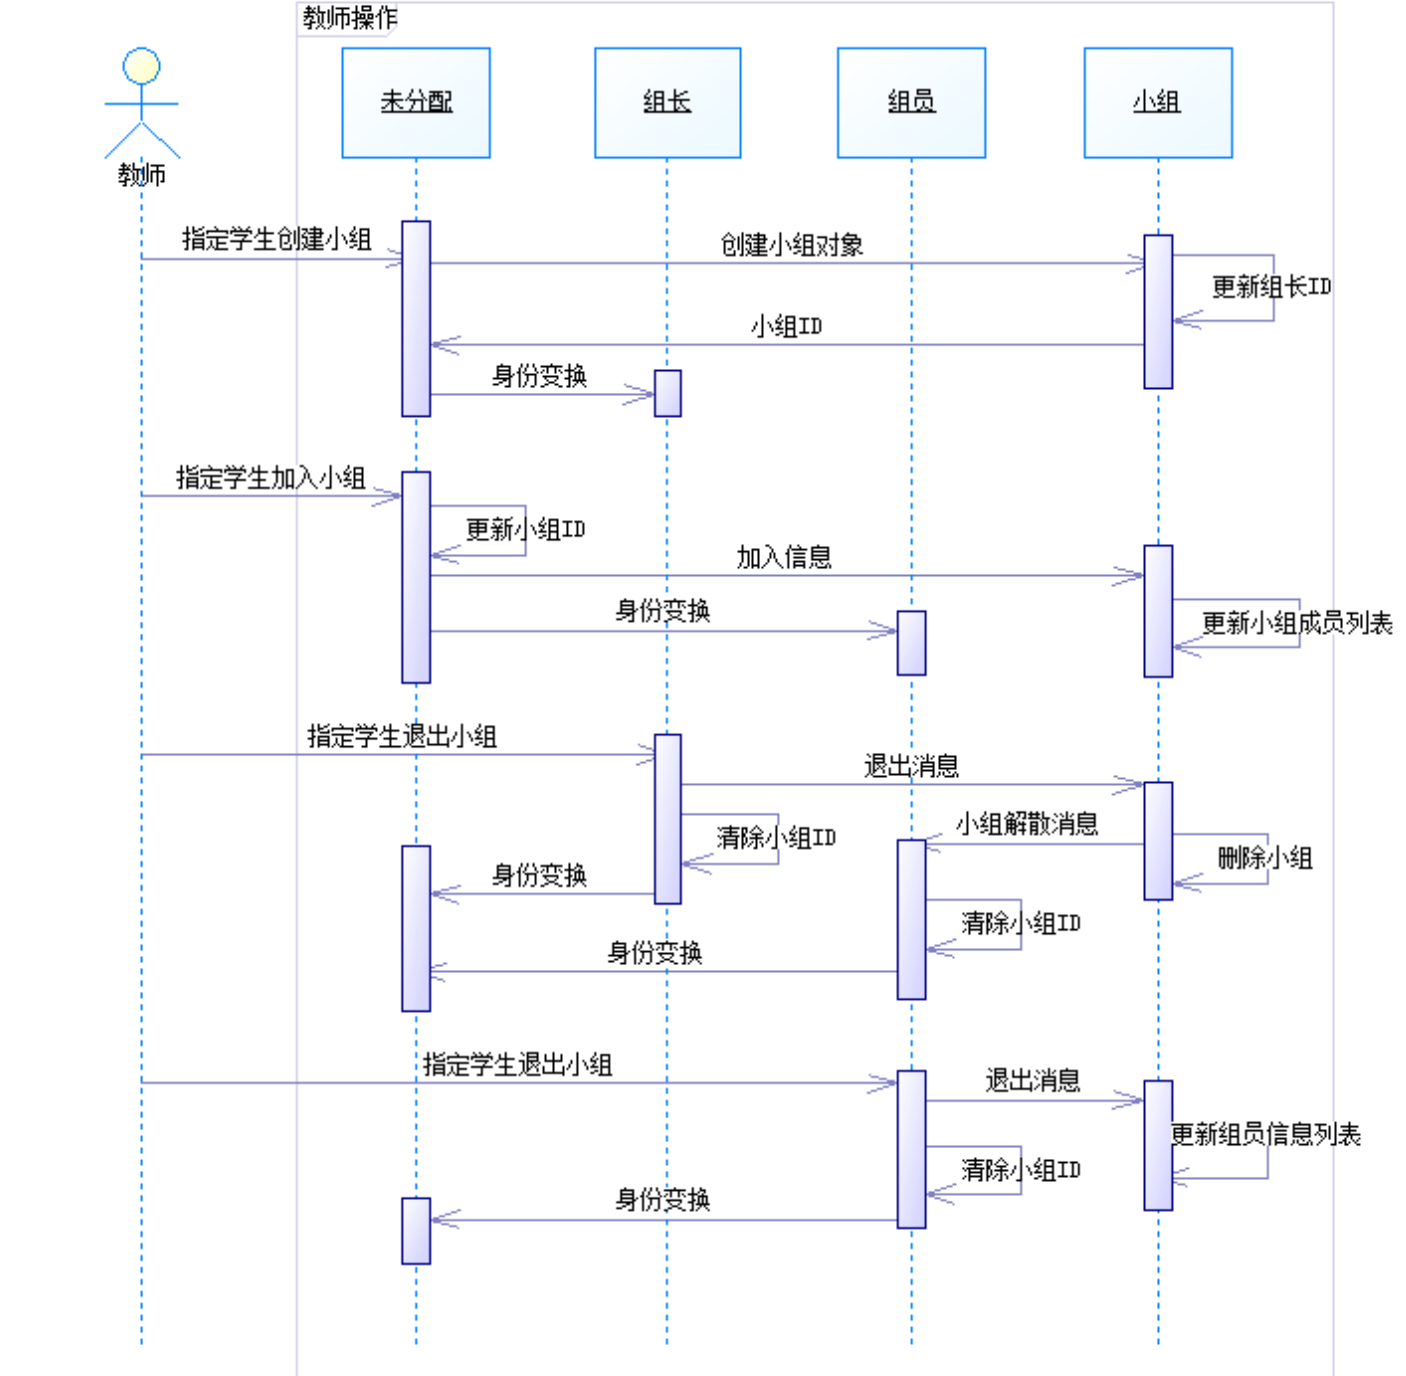 教师操作
未分配
组长
组员
小组
教师
指定学生创建小组
创建小组对象
更新组长ID
小组ID
身份变换
指定学生加入小组
更新小组ID
加入信息
身份变换
更新小组成员列表
指定学生退出小组
退出消息
小组解散消息
清除小组ID
删除小组
身份变换
清除小组ID
身份变换
指定学生退出小组
退出消息
更新组员信息列表
清除小组ID
身份变换